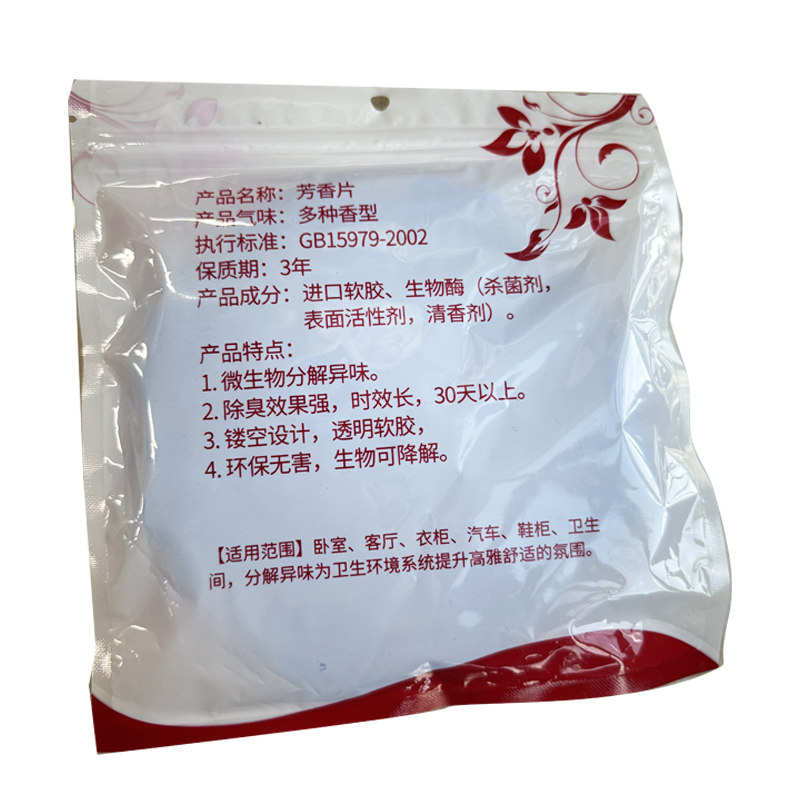 产品名称：芳香片
产品气味：多种香型
执行标准：GB15979-2002
保质期：3年
产品成分：进口软胶、生物酶（杀菌剂，
表面活性剂，清香剂）。
产品特点：
1.微生物分解异味。
2.除臭效果强，时效长，30天以上。
3.镂空设计，透明软胶，
4.环保无害，生物可降解。
【适用范围】卧室、客厅、衣柜、汽车、鞋柜、卫生
间，分解异味为卫生环境系统提升高雅舒适的氛围。